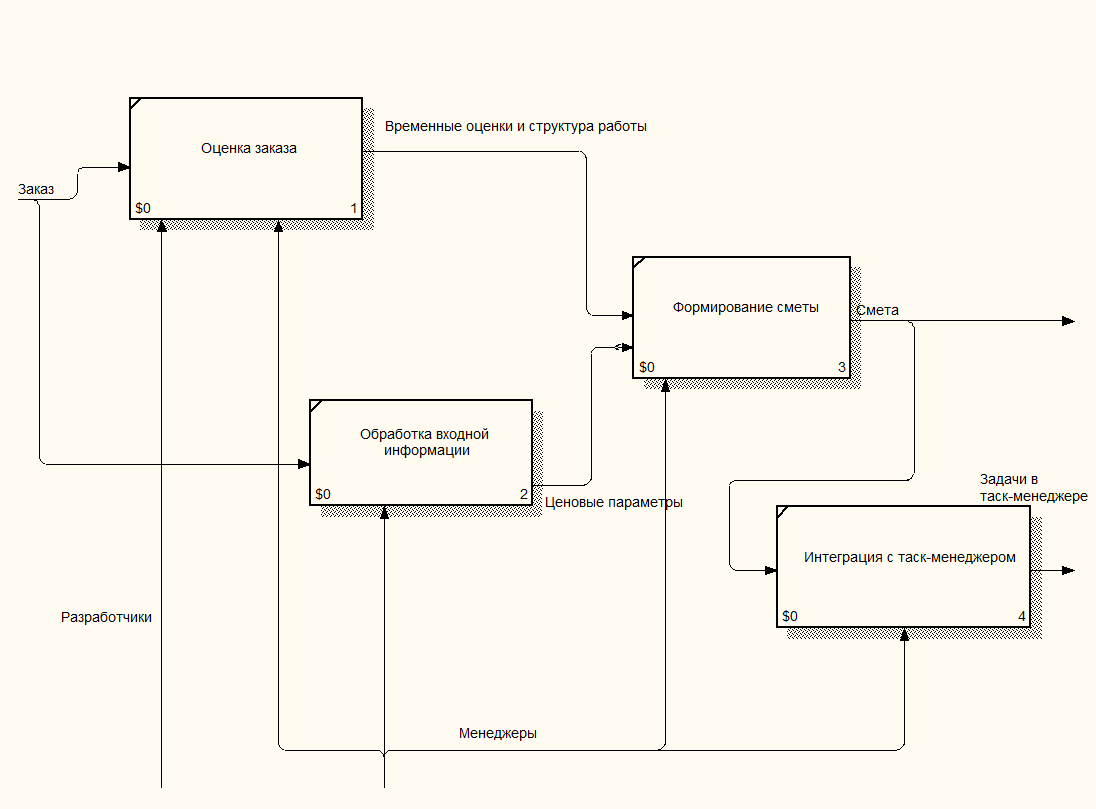 Временные оценки и структура работы
Оценка заказа
Заказ
$0
1
Формирование сметы
Смета
$0
3
Обработка входной
информации
$0
2
Ценовые параметры
Задачи в
таск-менеджере
Интеграция с таск-менеджером
$0
4
Разработчики
Менеджеры